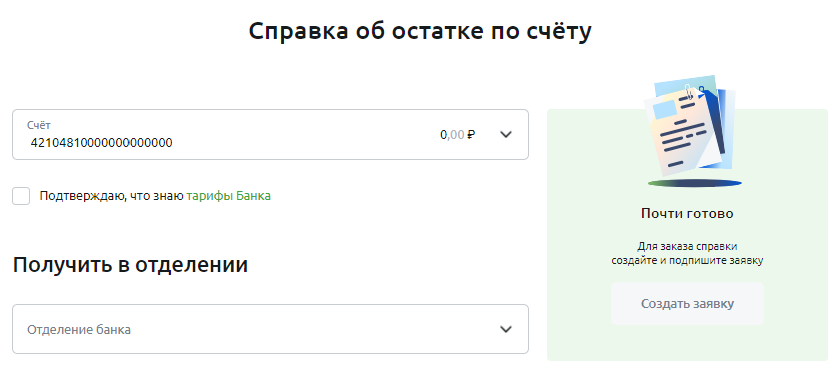 Справка об остатке по счёту
Счёт
42104810000000000000
0,00 ₽
Подтверждаю, что знаю тарифы Банка
Получить в отделении
Отделение банка
Почти готово
Для заказа справки
создайте и подпишите заявку
Создать заявку